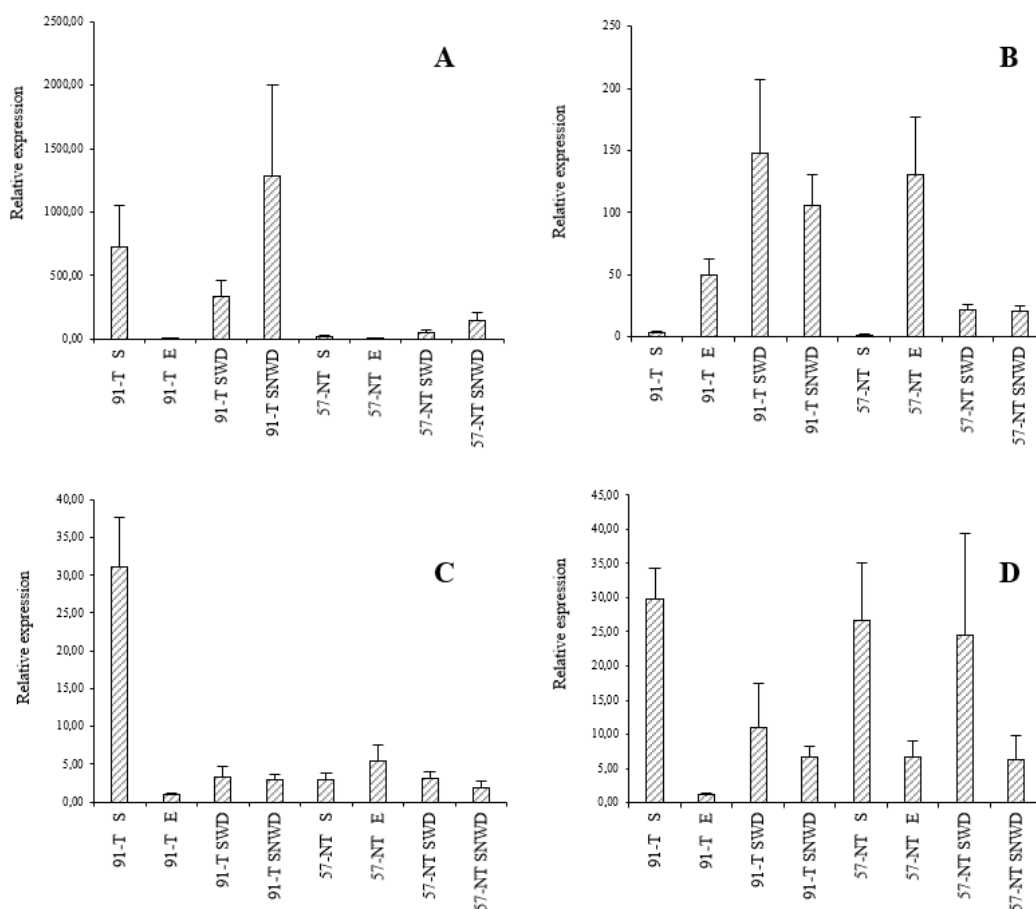 A
Relative expression
2500,00
2000,00
1500,00
1000,00
500,00
0,00
91-T S
91-T E
91-T SWD
91-T SNWD
57-NT S
57-NT E
57-NT SWD
57-NT SNWD
B
Relative expression
250
200
150
100
50
0
91-T S
91-T E
91-T SWD
91-T SNWD
57-NT S
57-NT E
57-NT SWD
57-NT SNWD
C
Relative expression
40,00
35,00
30,00
25,00
20,00
15,00
10,00
5,00
0,00
91-T S
91-T E
91-T SWD
91-T SNWD
57-NT S
57-NT E
57-NT SWD
57-NT SNWD
D
Relative espression
45,00
40,00
35,00
30,00
25,00
20,00
15,00
10,00
5,00
0,00
91-T S
91-T E
91-T SWD
91-T SNWD
57-NT S
57-NT E
57-NT SWD
57-NT SNWD